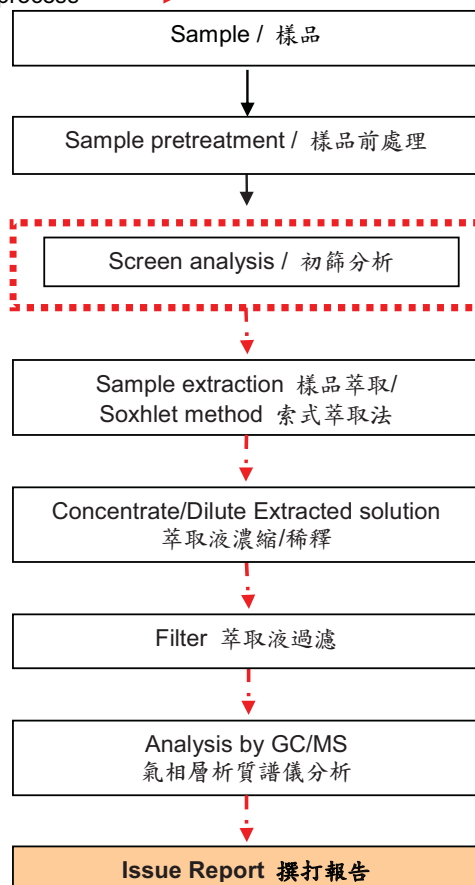 Sample / 樣品
Sample pretreatment / 樣品前處理
Screen analysis / 初篩分析
Sample extraction 樣品萃取/
Soxhlet method 索式萃取法
Concentrate/Dilute Extracted solution
萃取液濃縮/稀釋
Filter 萃取液過濾
Analysis by GC/MS
氣相層析質譜儀分析
Issue Report 撰打報告